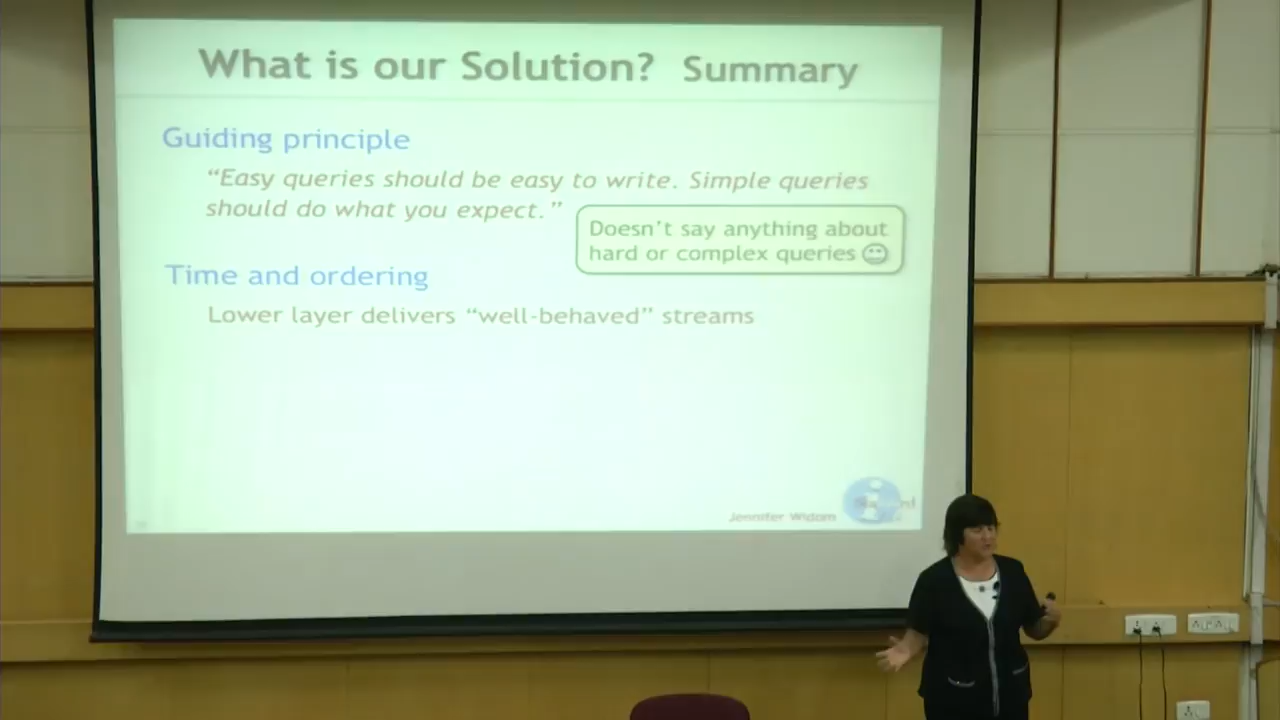 What is our Solution? Summary
Guiding principle
“Easy queries should be easy to write. Simple queries
should do what you expect.”
Doesn’t say anything about
hard or complex queries
Time and ordering
Lower layer delivers “well-behaved” streams
Jennifer Widom